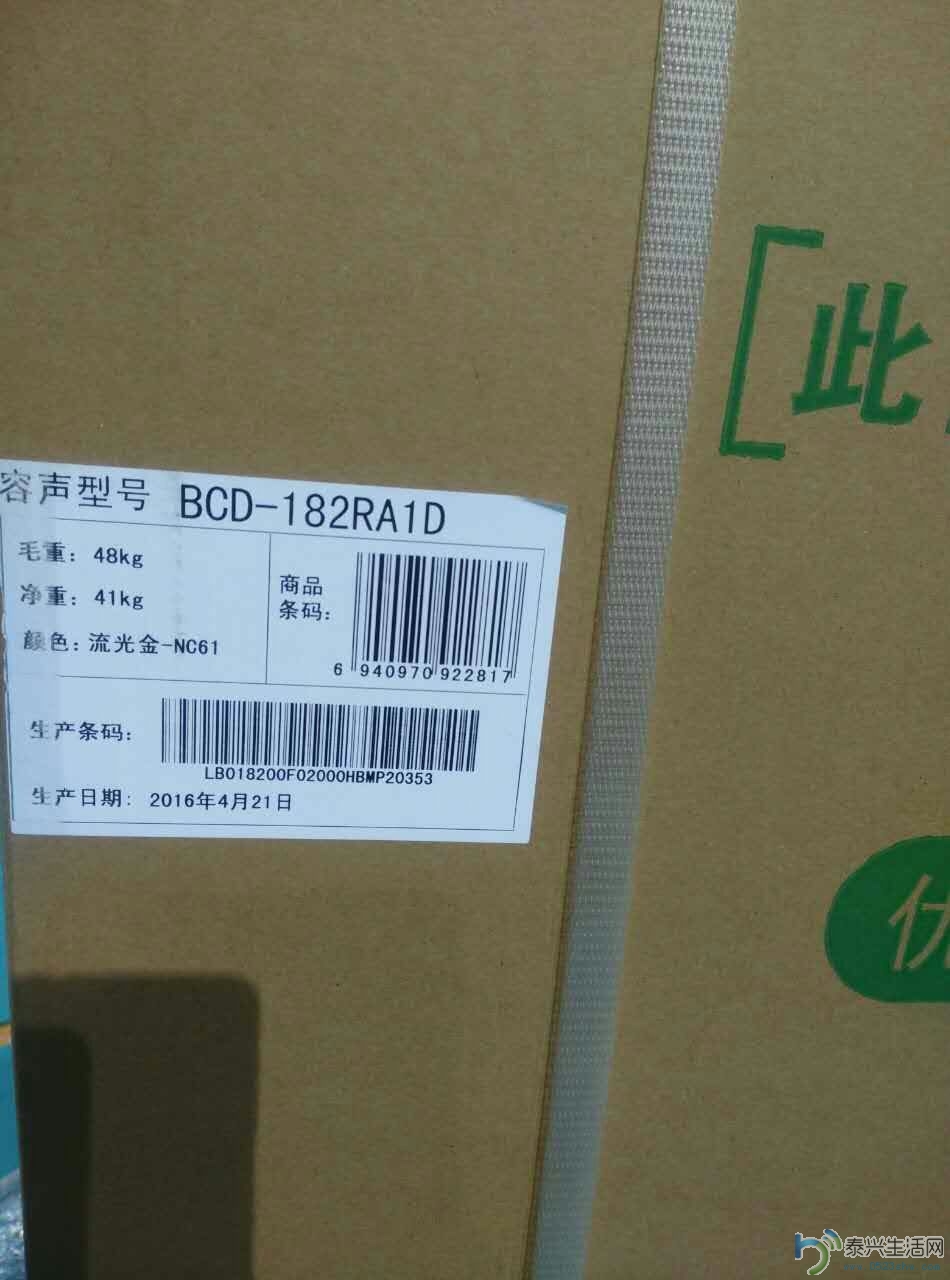 [此
容声型号 BCD-182RA1D
毛重: 48kg
净重: 41kg
颜色: 流光金-NC61
商品
条码:
6 940970 922817
生产条码:
LB018200F02000HBMP20353
生产日期: 2016年4月21日
优
泰兴生活网